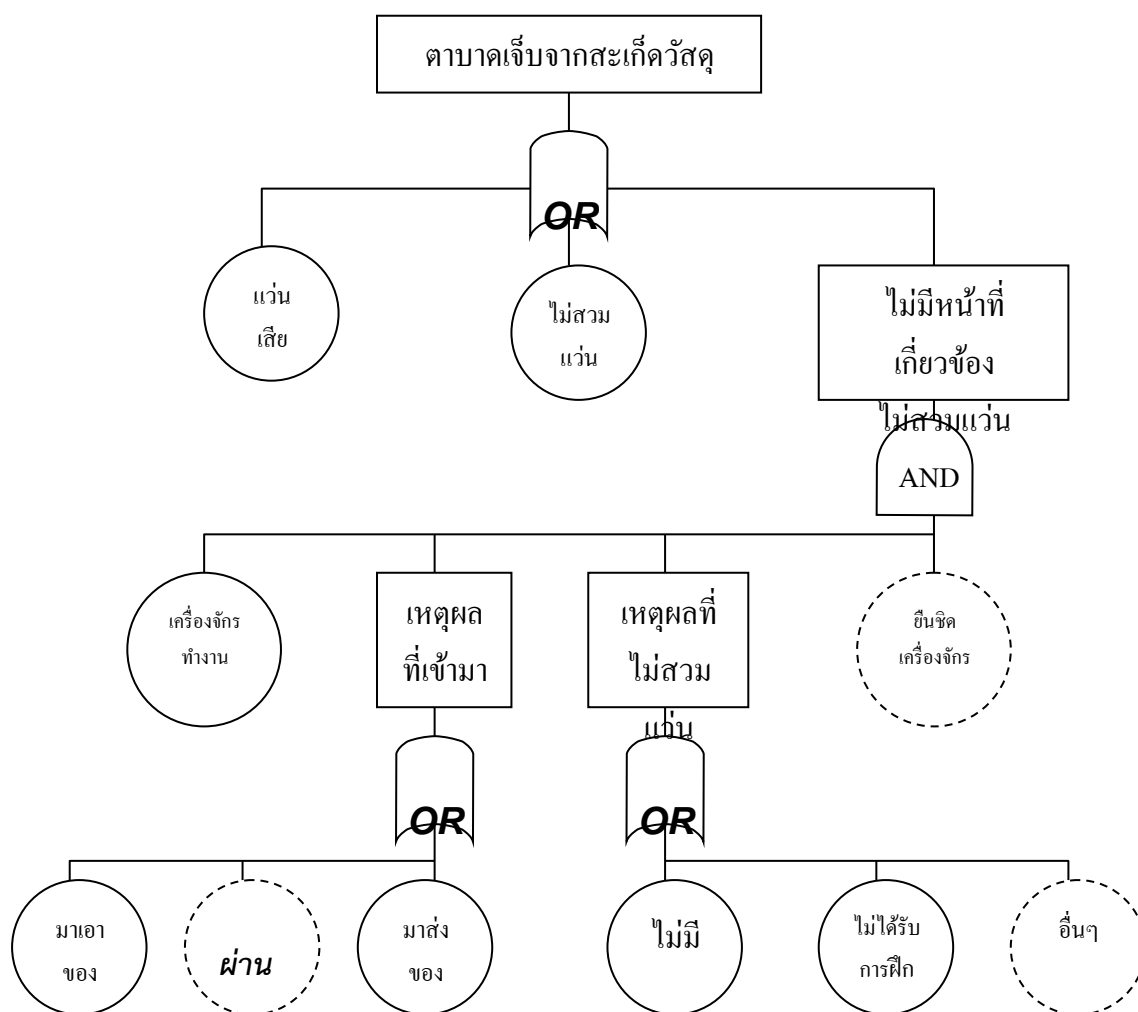 ตาบาดเจ็บจากสะเก็ดวัสดุ
OR
แว่น
เสีย
ไม่สวม
แว่น
ไม่มีหน้าที่
เกี่ยวข้อง
ไม่สวมแว่น
AND
เครื่องจักร
ทำงาน
เหตุผล
ที่เข้ามา
เหตุผลที่
ไม่สวม
แว่น
ยืนชิด
เครื่องจักร
OR
OR
มาเอา
ของ
ผ่าน
มาส่ง
ของ
ไม่มี
ไม่ได้รับ
การฝึก
อื่นๆ